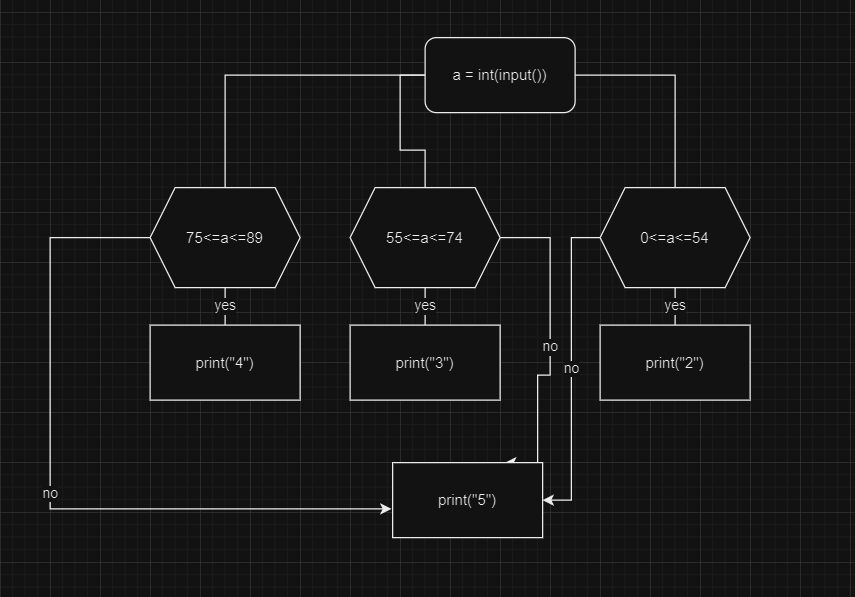 a = int(input())
75<=a<=89
55<=a<=74
0<=a<=54
yes
yes
yes
no
no
print("4")
print("3")
print("2")
no
print("5")